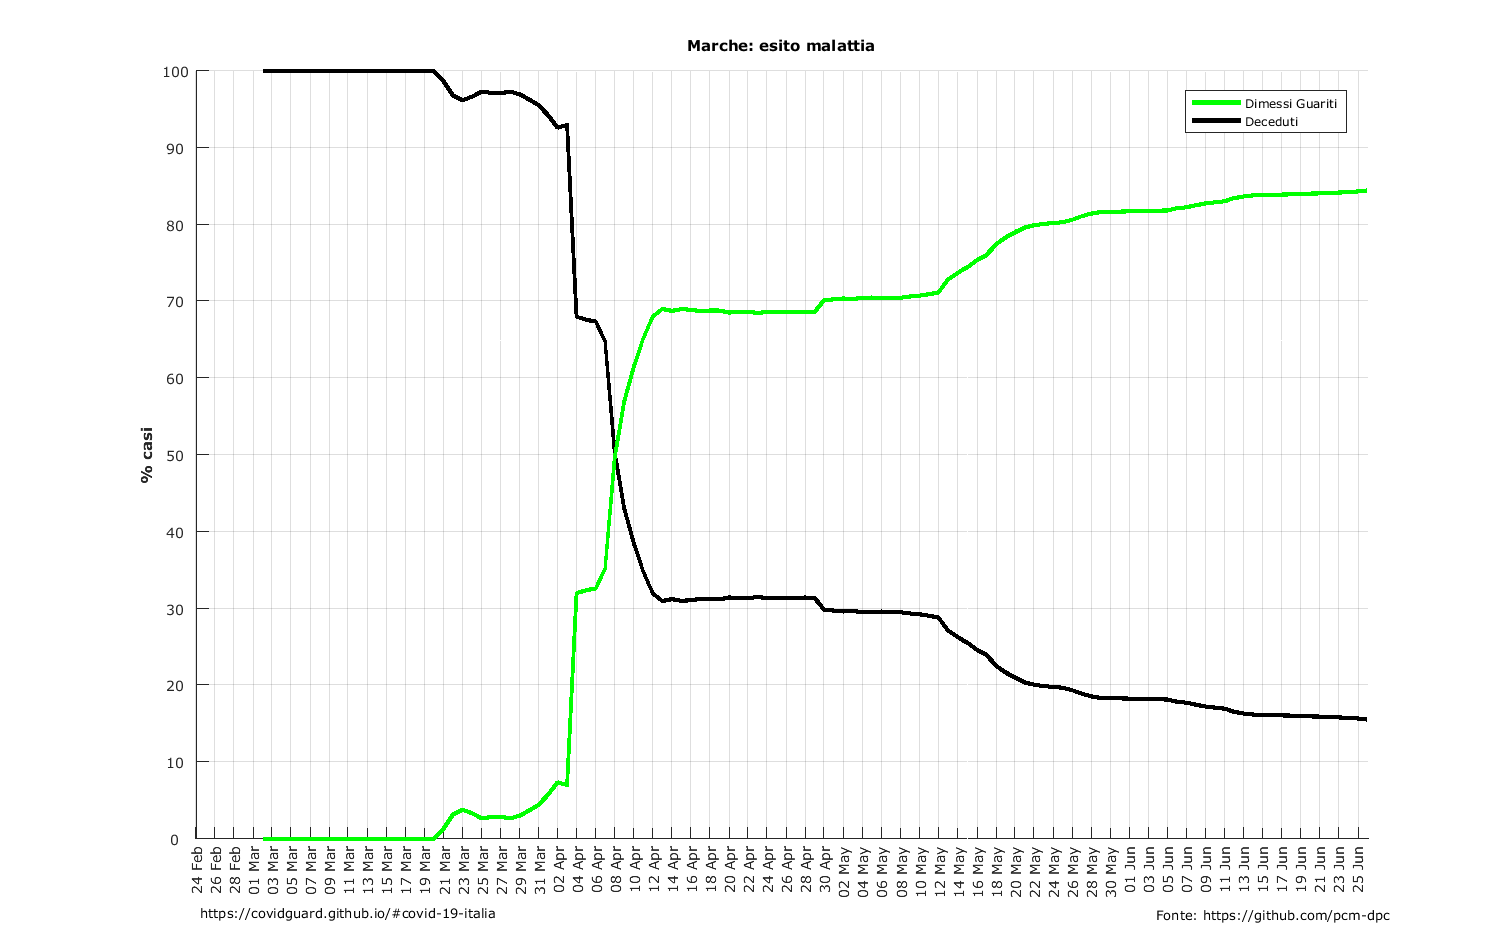 Marche: esito malattia
Dimessi Guariti
Deceduti
% casi
100
90
80
70
60
50
40
30
20
10
0
24 Feb
26 Feb
28 Feb
01 Mar
03 Mar
05 Mar
07 Mar
09 Mar
11 Mar
13 Mar
15 Mar
17 Mar
19 Mar
21 Mar
23 Mar
25 Mar
27 Mar
29 Mar
31 Mar
02 Apr
04 Apr
06 Apr
08 Apr
10 Apr
12 Apr
14 Apr
16 Apr
18 Apr
20 Apr
22 Apr
24 Apr
26 Apr
28 Apr
30 Apr
02 May
04 May
06 May
08 May
10 May
12 May
14 May
16 May
18 May
20 May
22 May
24 May
26 May
28 May
30 May
01 Jun
03 Jun
05 Jun
07 Jun
09 Jun
11 Jun
13 Jun
15 Jun
17 Jun
19 Jun
21 Jun
23 Jun
25 Jun
https://covidguard.github.io/#covid-19-italia
Fonte: https://github.com/pcm-dpc